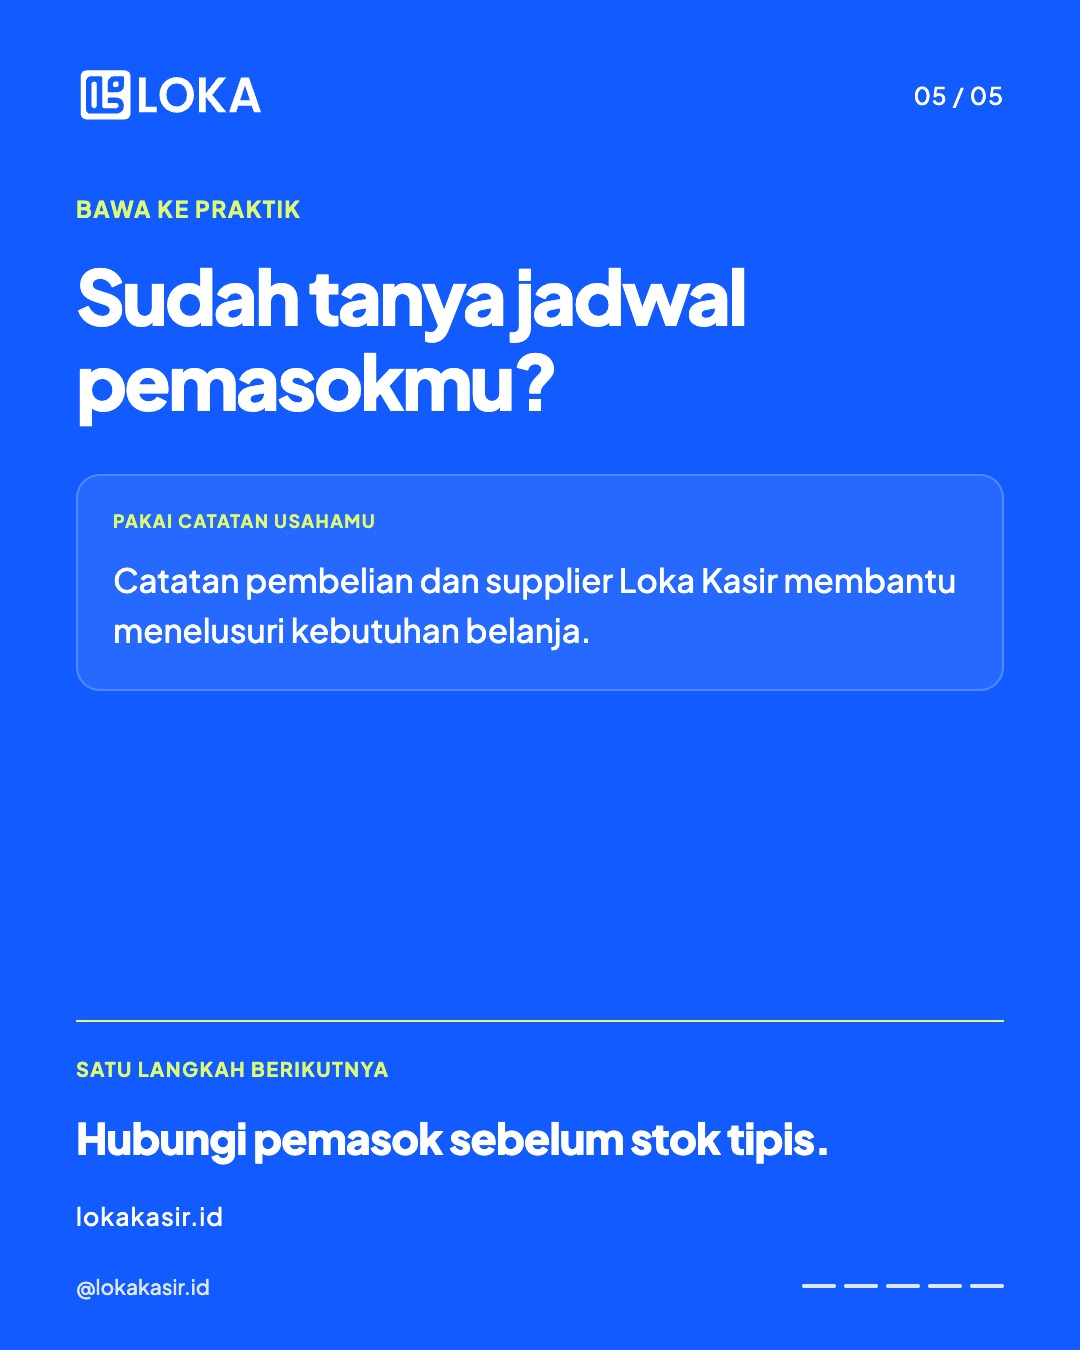 LOKA
05 / 05
BAWA KE PRAKTIK
Sudah tanya jadwal
pemasokmu?
PAKAI CATATAN USAHAMU
Catatan pembelian dan supplier Loka Kasir membantu
menelusuri kebutuhan belanja.
SATU LANGKAH BERIKUTNYA
Hubungi pemasok sebelum stok tipis.
lokakasir.id
@lokakasir.id